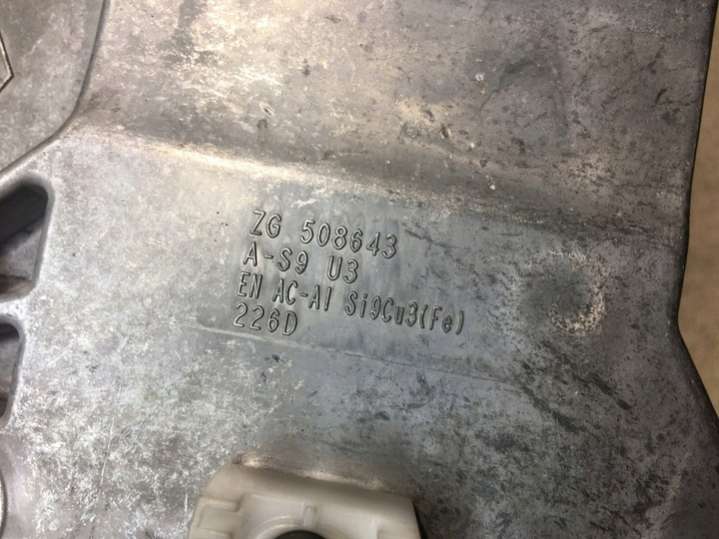 ZG 508643
A-S9 U3
EN AC-Al Si9Cu3(Fe)
226D